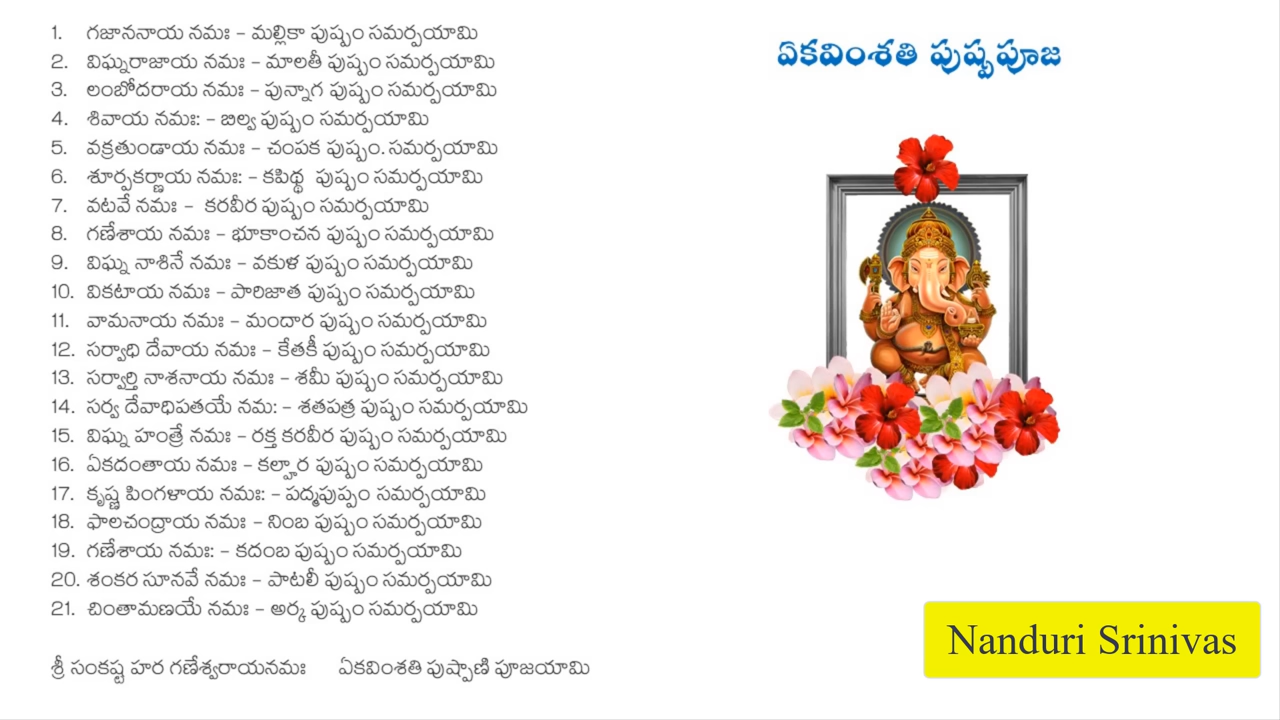 ఏకవింశతి పుష్పపూజ
1. గజాననాయ నమః – మల్లికా పుష్పం సమర్పయామి
2. విఘ్నరాజాయ నమః – మాలతీ పుష్పం సమర్పయామి
3. లంబోదరాయ నమః – పున్నాగ పుష్పం సమర్పయామి
4. శివాయ నమః: – బిల్వ పుష్పం సమర్పయామి
5. వక్రతుండాయ నమః – చంపక పుష్పం. సమర్పయామి
6. శూర్పకర్ణాయ నమః: – కపిథ్థ పుష్పం సమర్పయామి
7. వటవే నమః – కరవీర పుష్పం సమర్పయామి
8. గణేశాయ నమః – భూకాంచన పుష్పం సమర్పయామి
9. విఘ్న నాశినే నమః – వకుళ పుష్పం సమర్పయామి
10. వికటాయ నమః – పారిజాత పుష్పం సమర్పయామి
11. వామనాయ నమః – మందార పుష్పం సమర్పయామి
12. సర్వాధి దేవాయ నమః – కేతకీ పుష్పం సమర్పయామి
13. సర్వార్తి నాశనాయ నమః – శమీ పుష్పం సమర్పయామి
14. సర్వ దేవాధిపతయే నమ: – శతపత్ర పుష్పం సమర్పయామి
15. విఘ్న హంత్రే నమః – రక్త కరవీర పుష్పం సమర్పయామి
16. ఏకదంతాయ నమః – కల్హార పుష్పం సమర్పయామి
17. కృష్ణ పింగళాయ నమః: – పద్మపుష్పం సమర్పయామి
18. ఫాలచంద్రాయ నమః – నింబ పుష్పం సమర్పయామి
19. గణేశాయ నమః: – కదంబ పుష్పం సమర్పయామి
20. శంకర సూనవే నమః – పాటలీ పుష్పం సమర్పయామి
21. చింతామణయే నమః – అర్క పుష్పం సమర్పయామి
శ్రీ సంకష్ట హర గణేశ్వరాయనమః ఏకవింశతి పుష్పాణి పూజయామి
Nanduri Srinivas